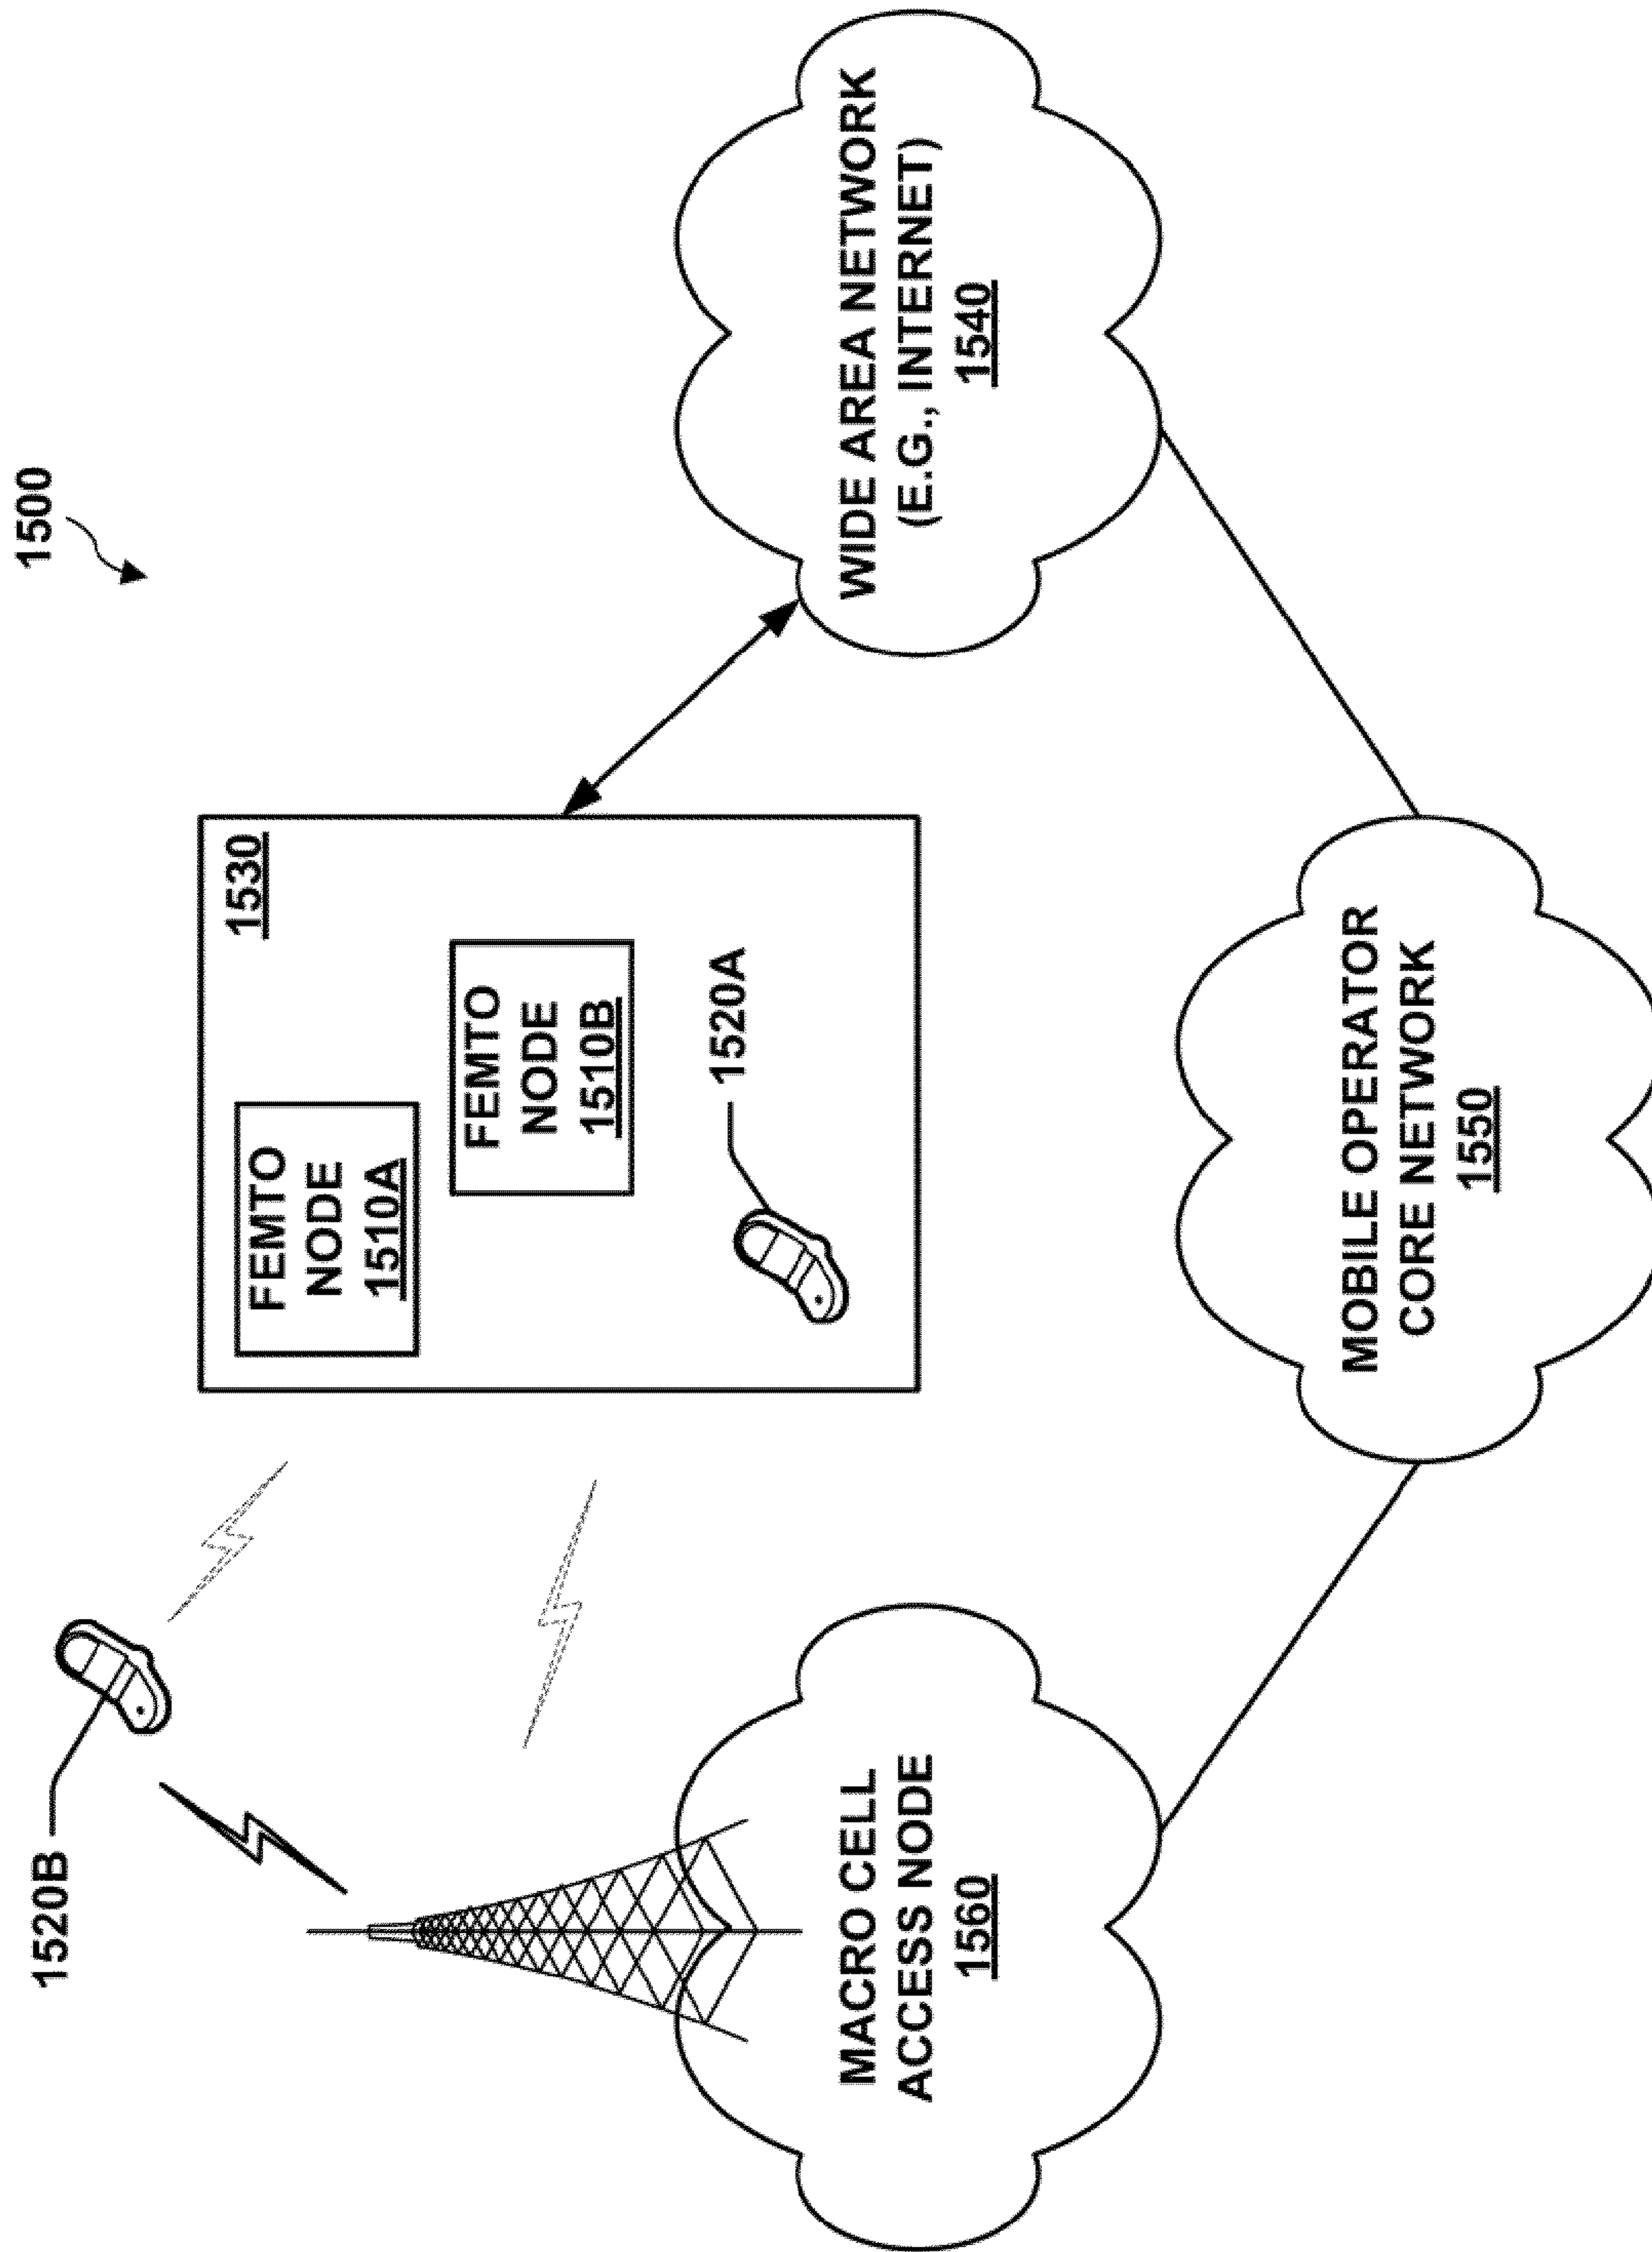 1500
1520B
1530
FEMTO
NODE
1510A
FEMTO
NODE
1510B
1520A
MACRO CELL
ACCESS NODE
1560
WIDE AREA NETWORK
(E.G., INTERNET)
1540
MOBILE OPERATOR
CORE NETWORK
1550